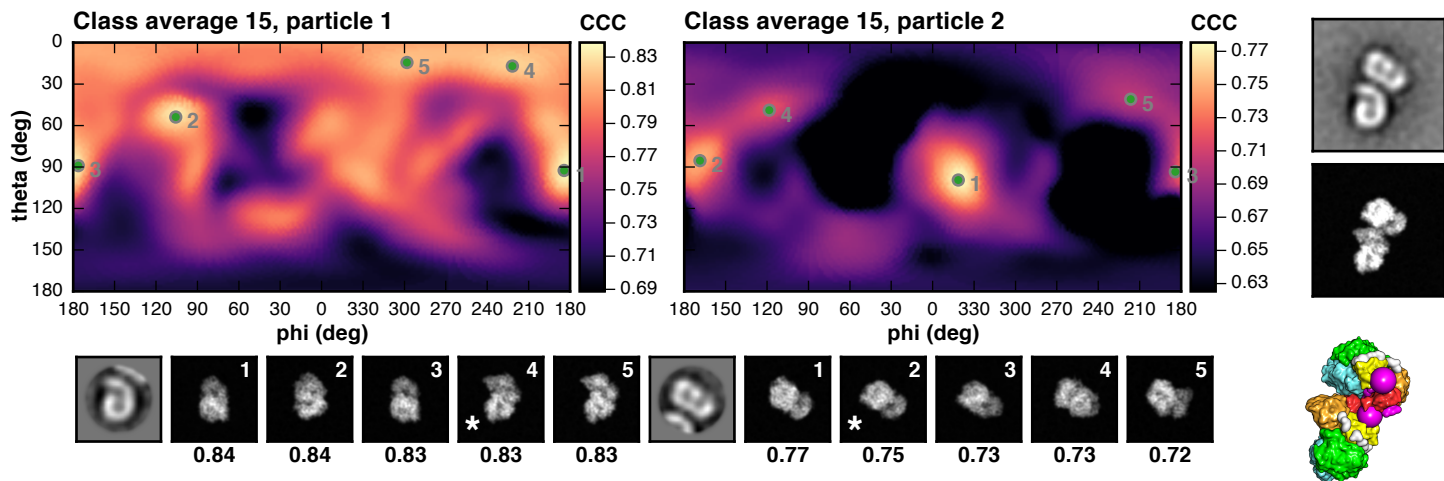 Class average 15, particle 1
CCC
0
30
60
90
120
150
180
theta (deg)
180 150 120 90 60 30 0 330 300 270 240 210 180
phi (deg)
5
4
2
3
1
0.83
0.81
0.79
0.77
0.75
0.73
0.71
0.69
Class average 15, particle 2
CCC
180 150 120 90 60 30 0 330 300 270 240 210 180
phi (deg)
5
4
2
3
1
0.77
0.75
0.73
0.71
0.69
0.67
0.65
0.63
1 2 3 4 5
*
0.84 0.84 0.83 0.83 0.83
1 2 3 4 5
*
0.77 0.75 0.73 0.73 0.72